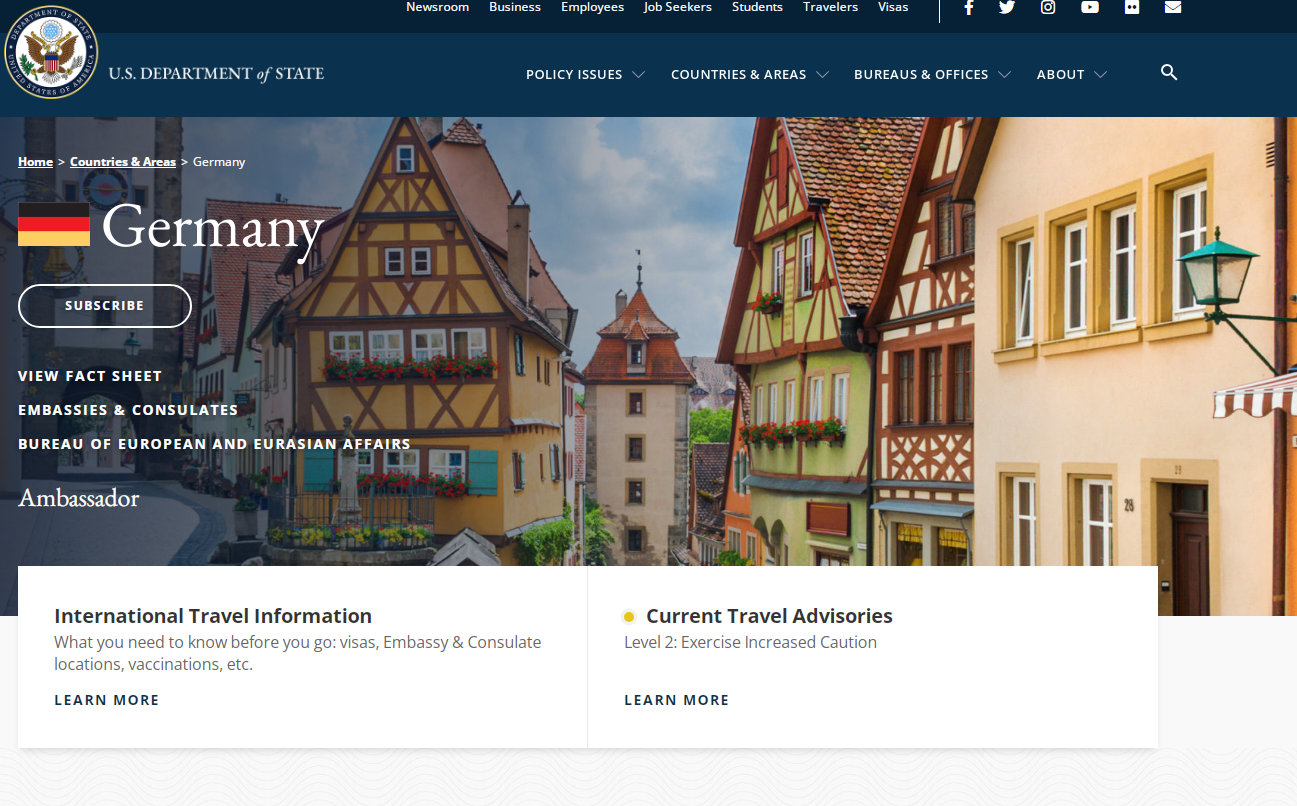 Newsroom Business Employees Job Seekers Students Travelers Visas
DEPARTMENT OF STATE
UNITED STATES OF AMERICA
U.S. DEPARTMENT of STATE
POLICY ISSUES COUNTRIES & AREAS BUREAUS & OFFICES ABOUT
Home > Countries & Areas > Germany
Germany
SUBSCRIBE
VIEW FACT SHEET
EMBASSIES & CONSULATES
BUREAU OF EUROPEAN AND EURASIAN AFFAIRS
Ambassador
29
28
International Travel Information
What you need to know before you go: visas, Embassy & Consulate
locations, vaccinations, etc.
LEARN MORE
Current Travel Advisories
Level 2: Exercise Increased Caution
LEARN MORE